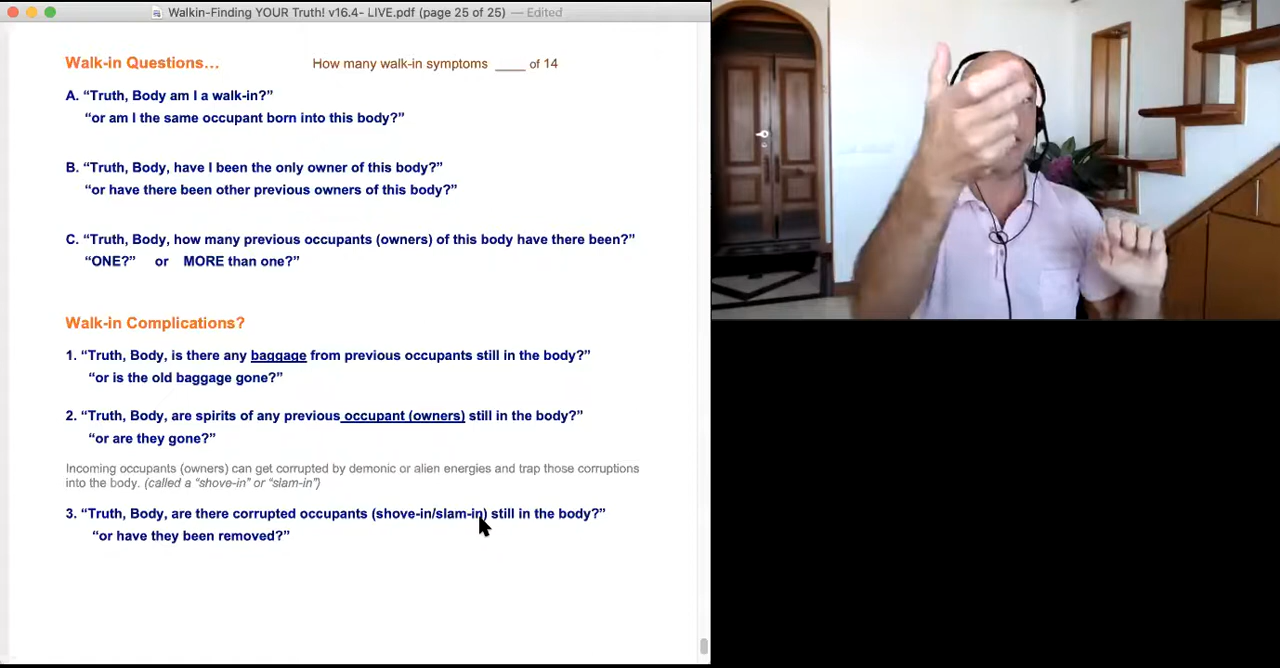 Walkin-Finding YOUR Truth! v16.4- LIVE.pdf (page 25 of 25) — Edited
Walk-in Questions… How many walk-in symptoms ____ of 14
A. “Truth, Body am I a walk-in?”
“or am I the same occupant born into this body?”
B. “Truth, Body, have I been the only owner of this body?”
“or have there been other previous owners of this body?”
C. “Truth, Body, how many previous occupants (owners) of this body have there been?”
“ONE?” or MORE than one?”
Walk-in Complications?
1. “Truth, Body, is there any baggage from previous occupants still in the body?”
“or is the old baggage gone?”
2. “Truth, Body, are spirits of any previous occupant (owners) still in the body?”
“or are they gone?”
Incoming occupants (owners) can get corrupted by demonic or alien energies and trap those corruptions
into the body. (called a “shove-in” or “slam-in”)
3. “Truth, Body, are there corrupted occupants (shove-in/slam-in) still in the body?”
“or have they been removed?”